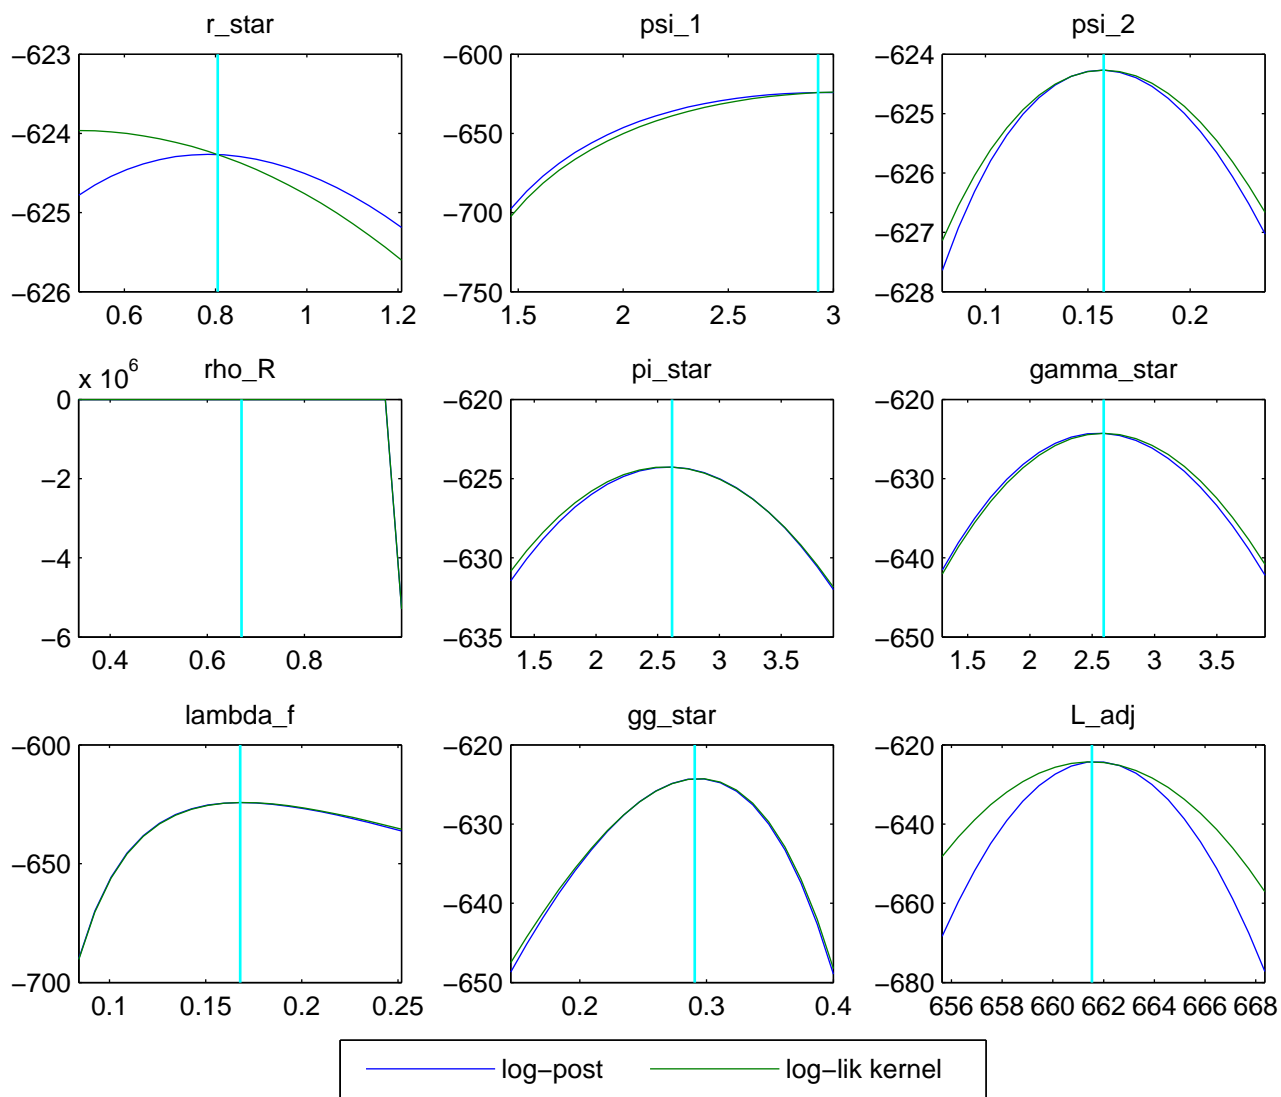 r_star
−623
−624
−625
−626
0.6 0.8 1 1.2
psi_1
−600
−650
−700
−750
1.5 2 2.5 3
psi_2
−624
−625
−626
−627
−628
0.1 0.15 0.2
rho_R
x 10^6
0
−2
−4
−6
0.4 0.6 0.8
pi_star
−620
−625
−630
−635
1.5 2 2.5 3 3.5
gamma_star
−620
−630
−640
−650
1.5 2 2.5 3 3.5
lambda_f
−600
−650
−700
0.1 0.15 0.2 0.25
gg_star
−620
−630
−640
−650
0.2 0.3 0.4
L_adj
−620
−640
−660
−680
656 658 660 662 664 666 668
log−post log−lik kernel